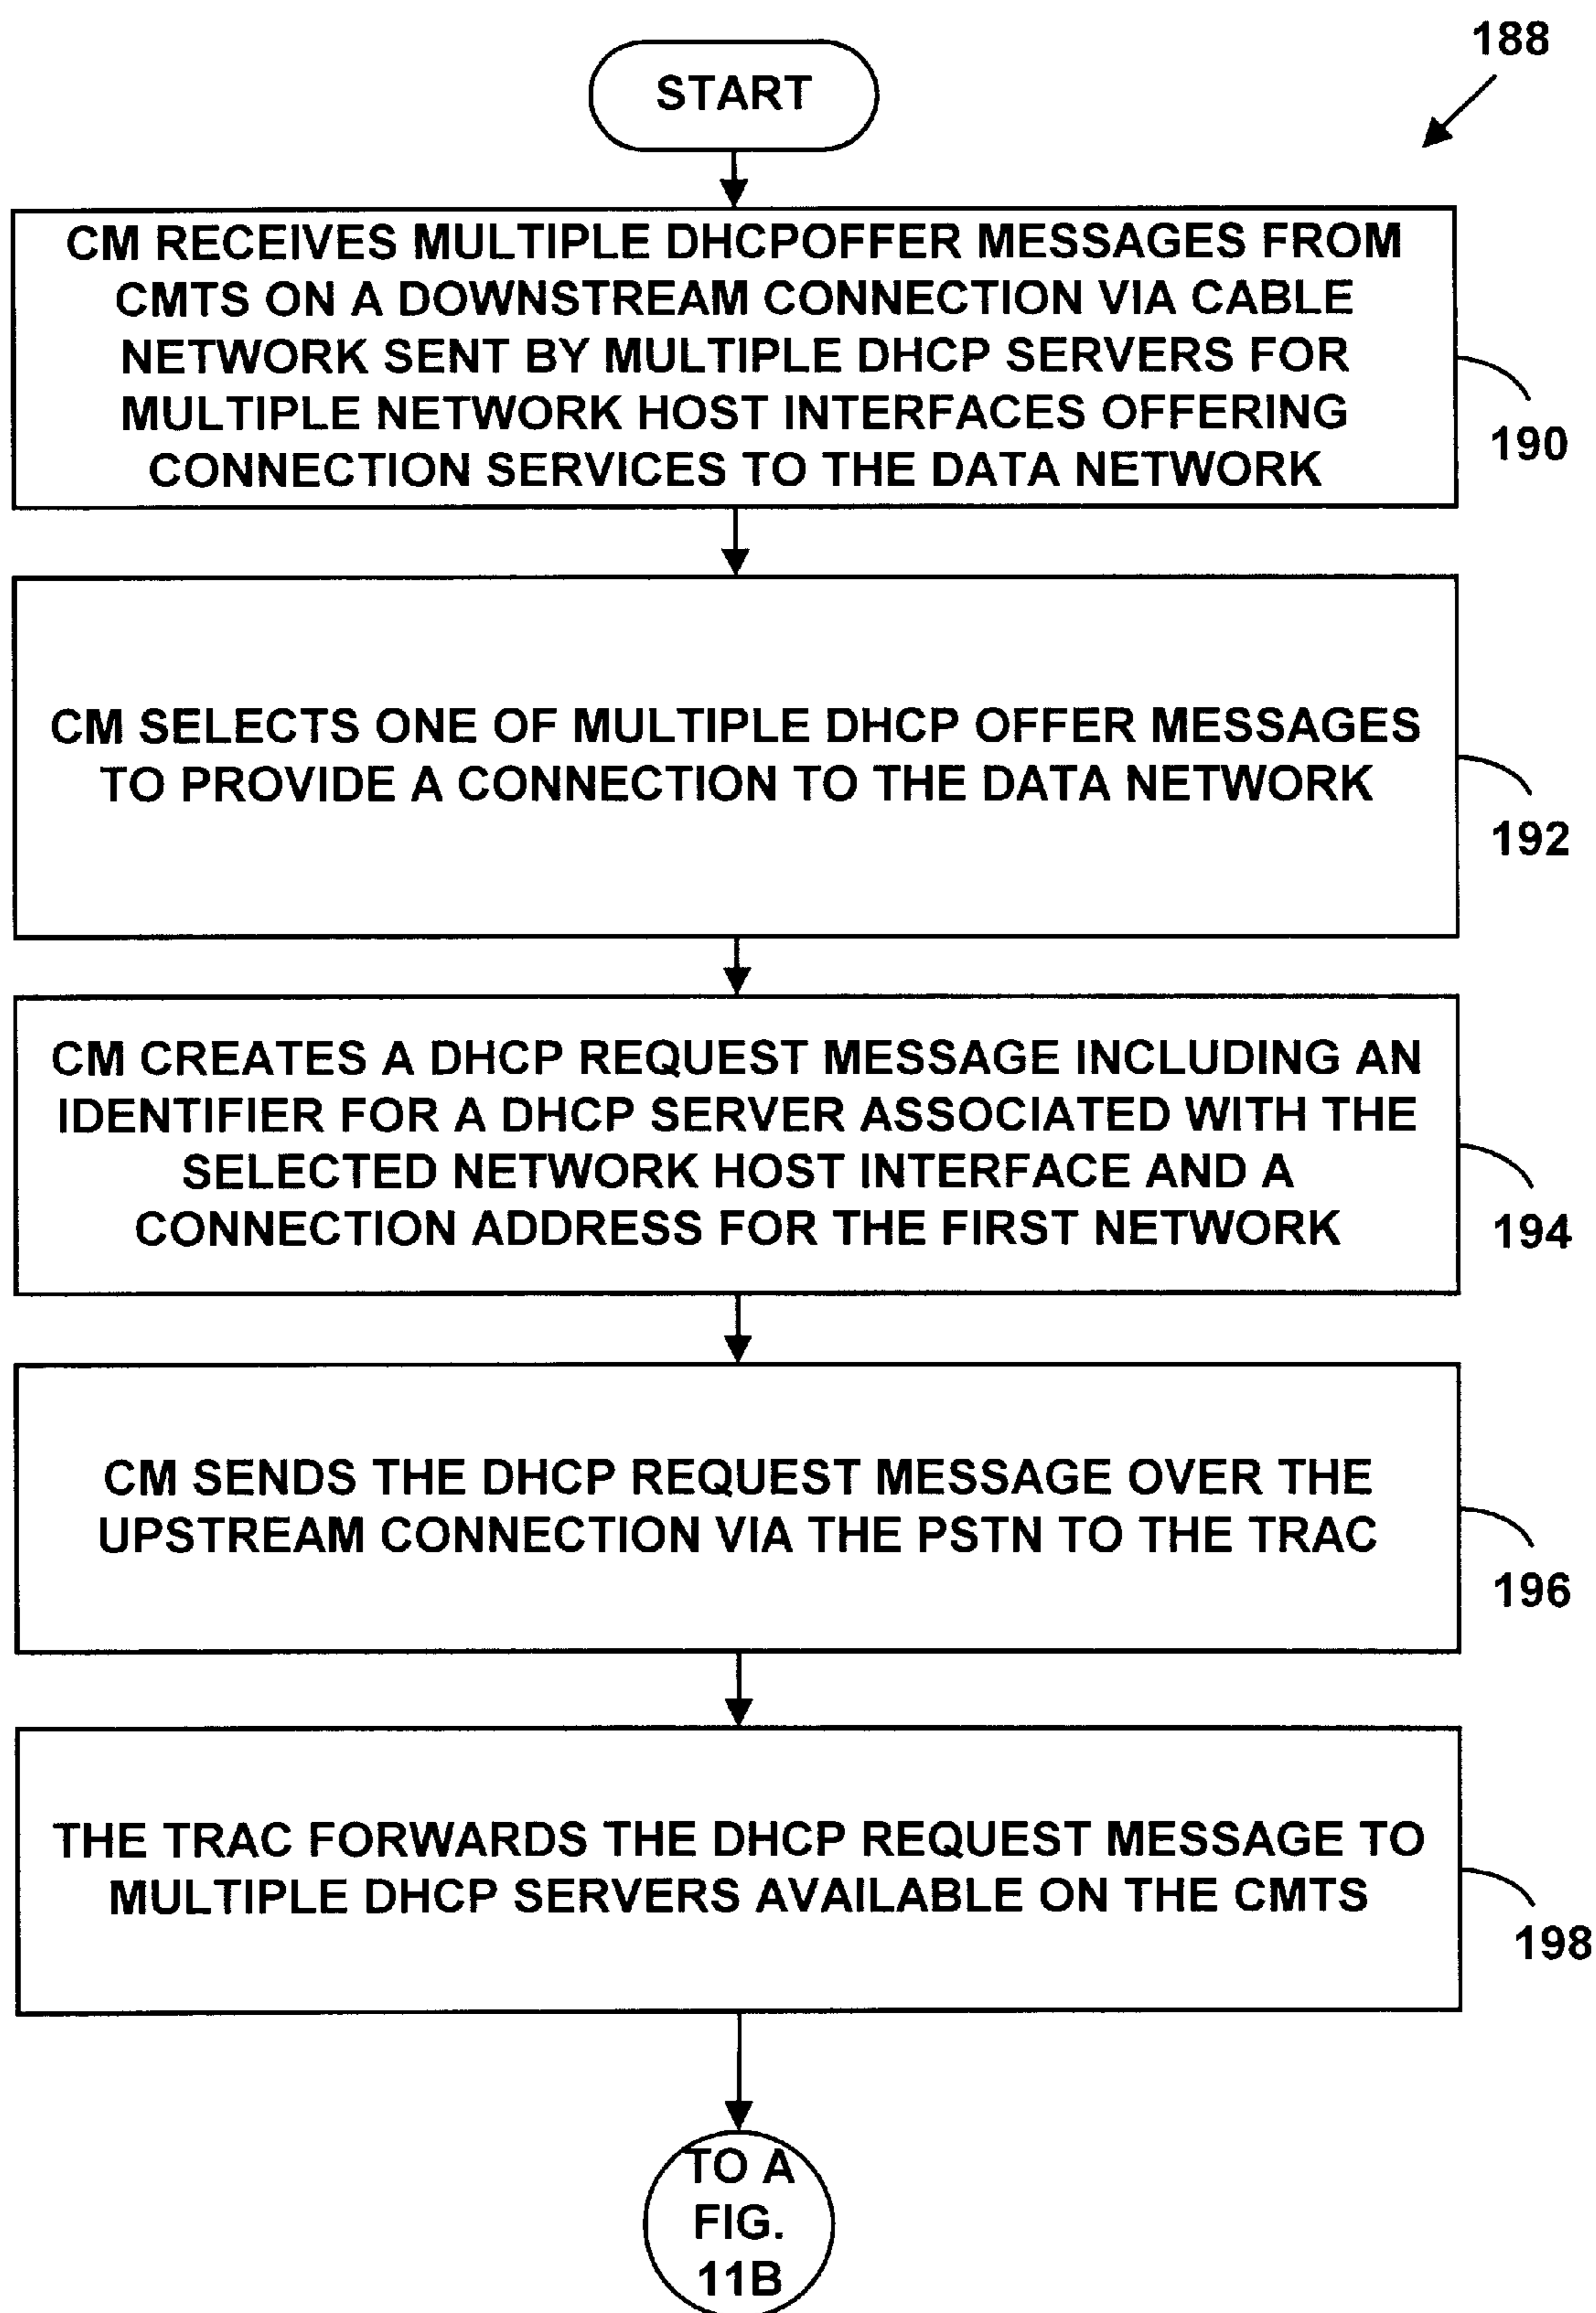 188
START
CM RECEIVES MULTIPLE DHCPOFFER MESSAGES FROM
CMTS ON A DOWNSTREAM CONNECTION VIA CABLE
NETWORK SENT BY MULTIPLE DHCP SERVERS FOR
MULTIPLE NETWORK HOST INTERFACES OFFERING
CONNECTION SERVICES TO THE DATA NETWORK
190
CM SELECTS ONE OF MULTIPLE DHCP OFFER MESSAGES
TO PROVIDE A CONNECTION TO THE DATA NETWORK
192
CM CREATES A DHCP REQUEST MESSAGE INCLUDING AN
IDENTIFIER FOR A DHCP SERVER ASSOCIATED WITH THE
SELECTED NETWORK HOST INTERFACE AND A
CONNECTION ADDRESS FOR THE FIRST NETWORK
194
CM SENDS THE DHCP REQUEST MESSAGE OVER THE
UPSTREAM CONNECTION VIA THE PSTN TO THE TRAC
196
THE TRAC FORWARDS THE DHCP REQUEST MESSAGE TO
MULTIPLE DHCP SERVERS AVAILABLE ON THE CMTS
198
TO A
FIG.
11B